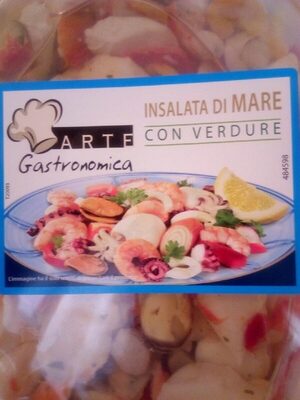 INSALATA DI MARE
CON VERDURE
ARTE
Gastronomica
484598